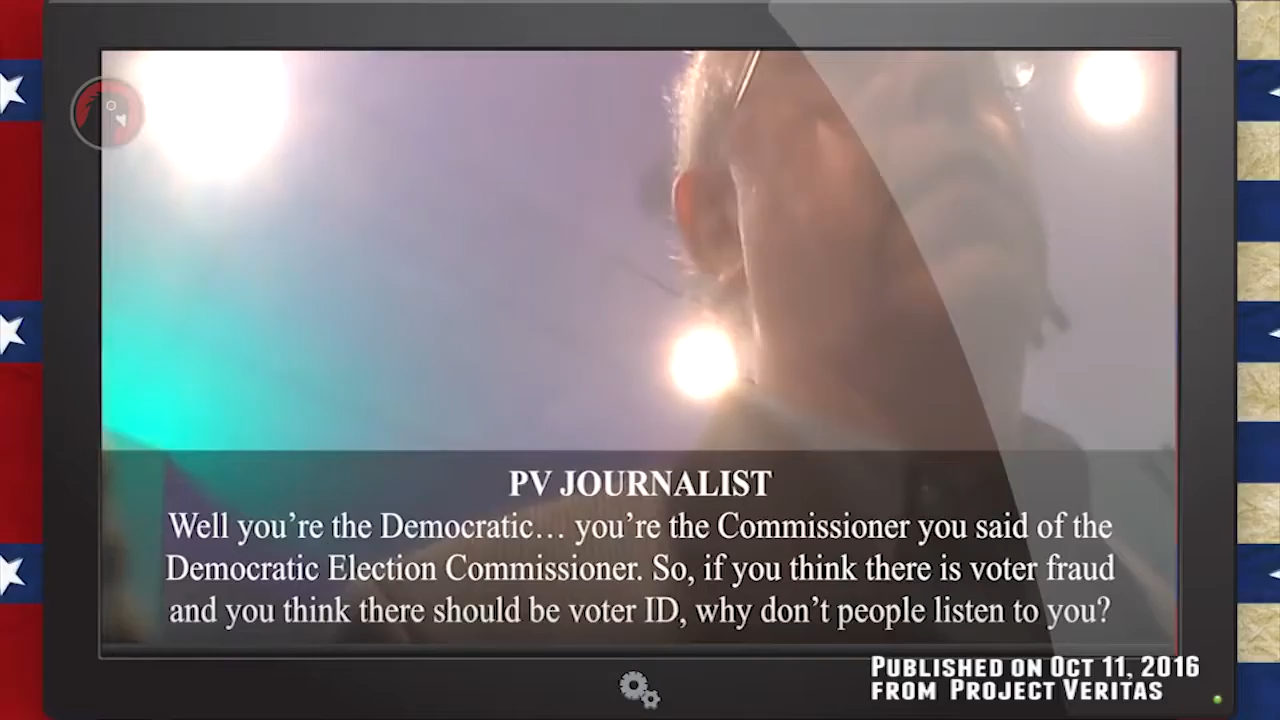 PV JOURNALIST
Well you're the Democratic… you're the Commissioner you said of the
Democratic Election Commissioner. So, if you think there is voter fraud
and you think there should be voter ID, why don't people listen to you?
Published on Oct 11, 2016
from Project Veritas